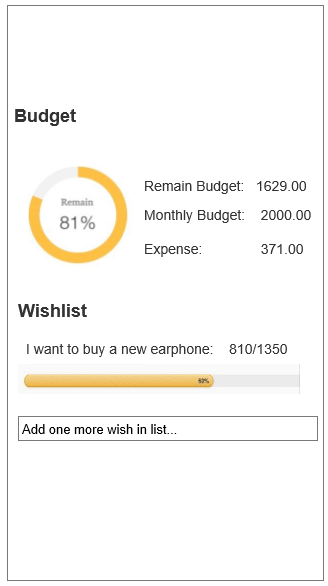 Budget
Remain
81%
Remain Budget: 1629.00
Monthly Budget: 2000.00
Expense: 371.00
Wishlist
I want to buy a new earphone: 810/1350
Add one more wish in list...